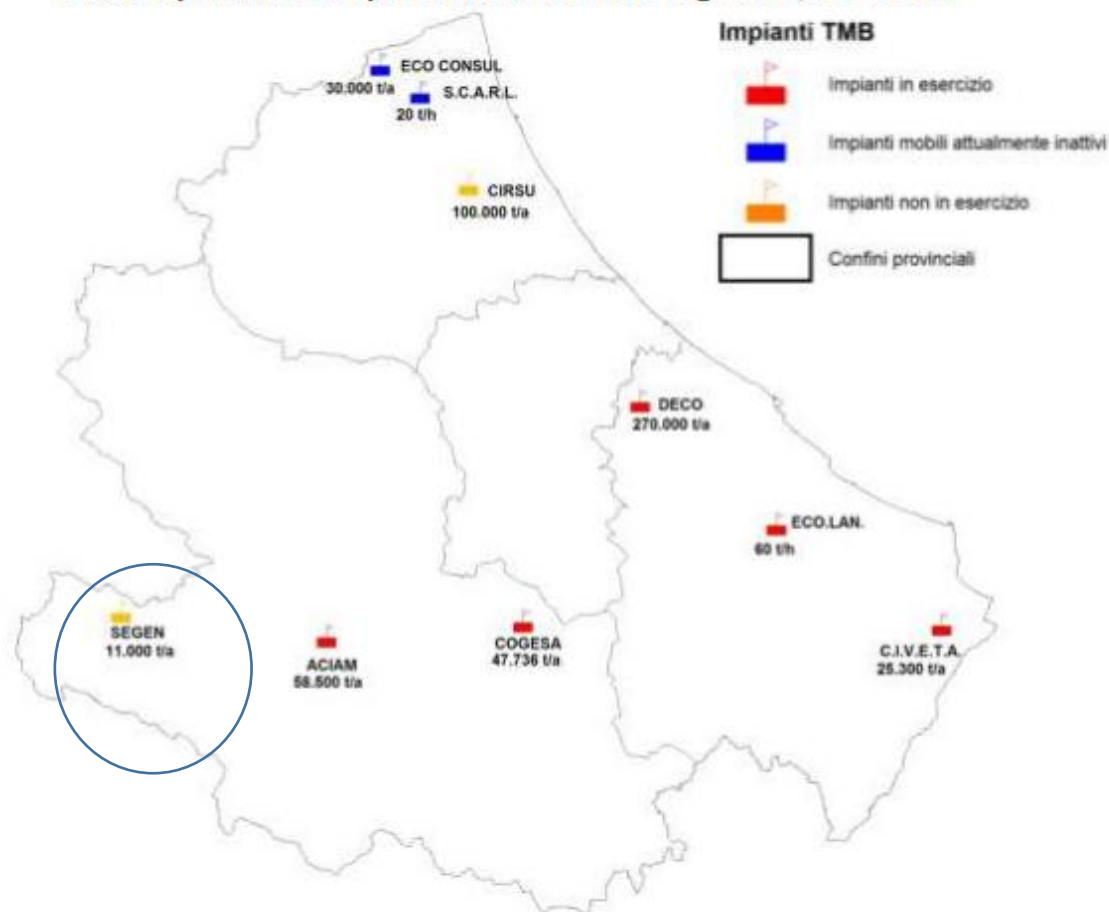 Impianti TMB
Impianti in esercizio
Impianti mobili attualmente inattivi
Impianti non in esercizio
Confini provinciali
ECO CONSUL
30.000 t/a
S.C.A.R.L.
20 t/h
CIRSU
100.000 t/a
DECO
270.000 t/a
ECO.LAN.
60 t/h
SEGEN
11.000 t/a
ACIAM
58.500 t/a
COGESA
47.736 t/a
C.I.V.E.T.A.
25.300 t/a